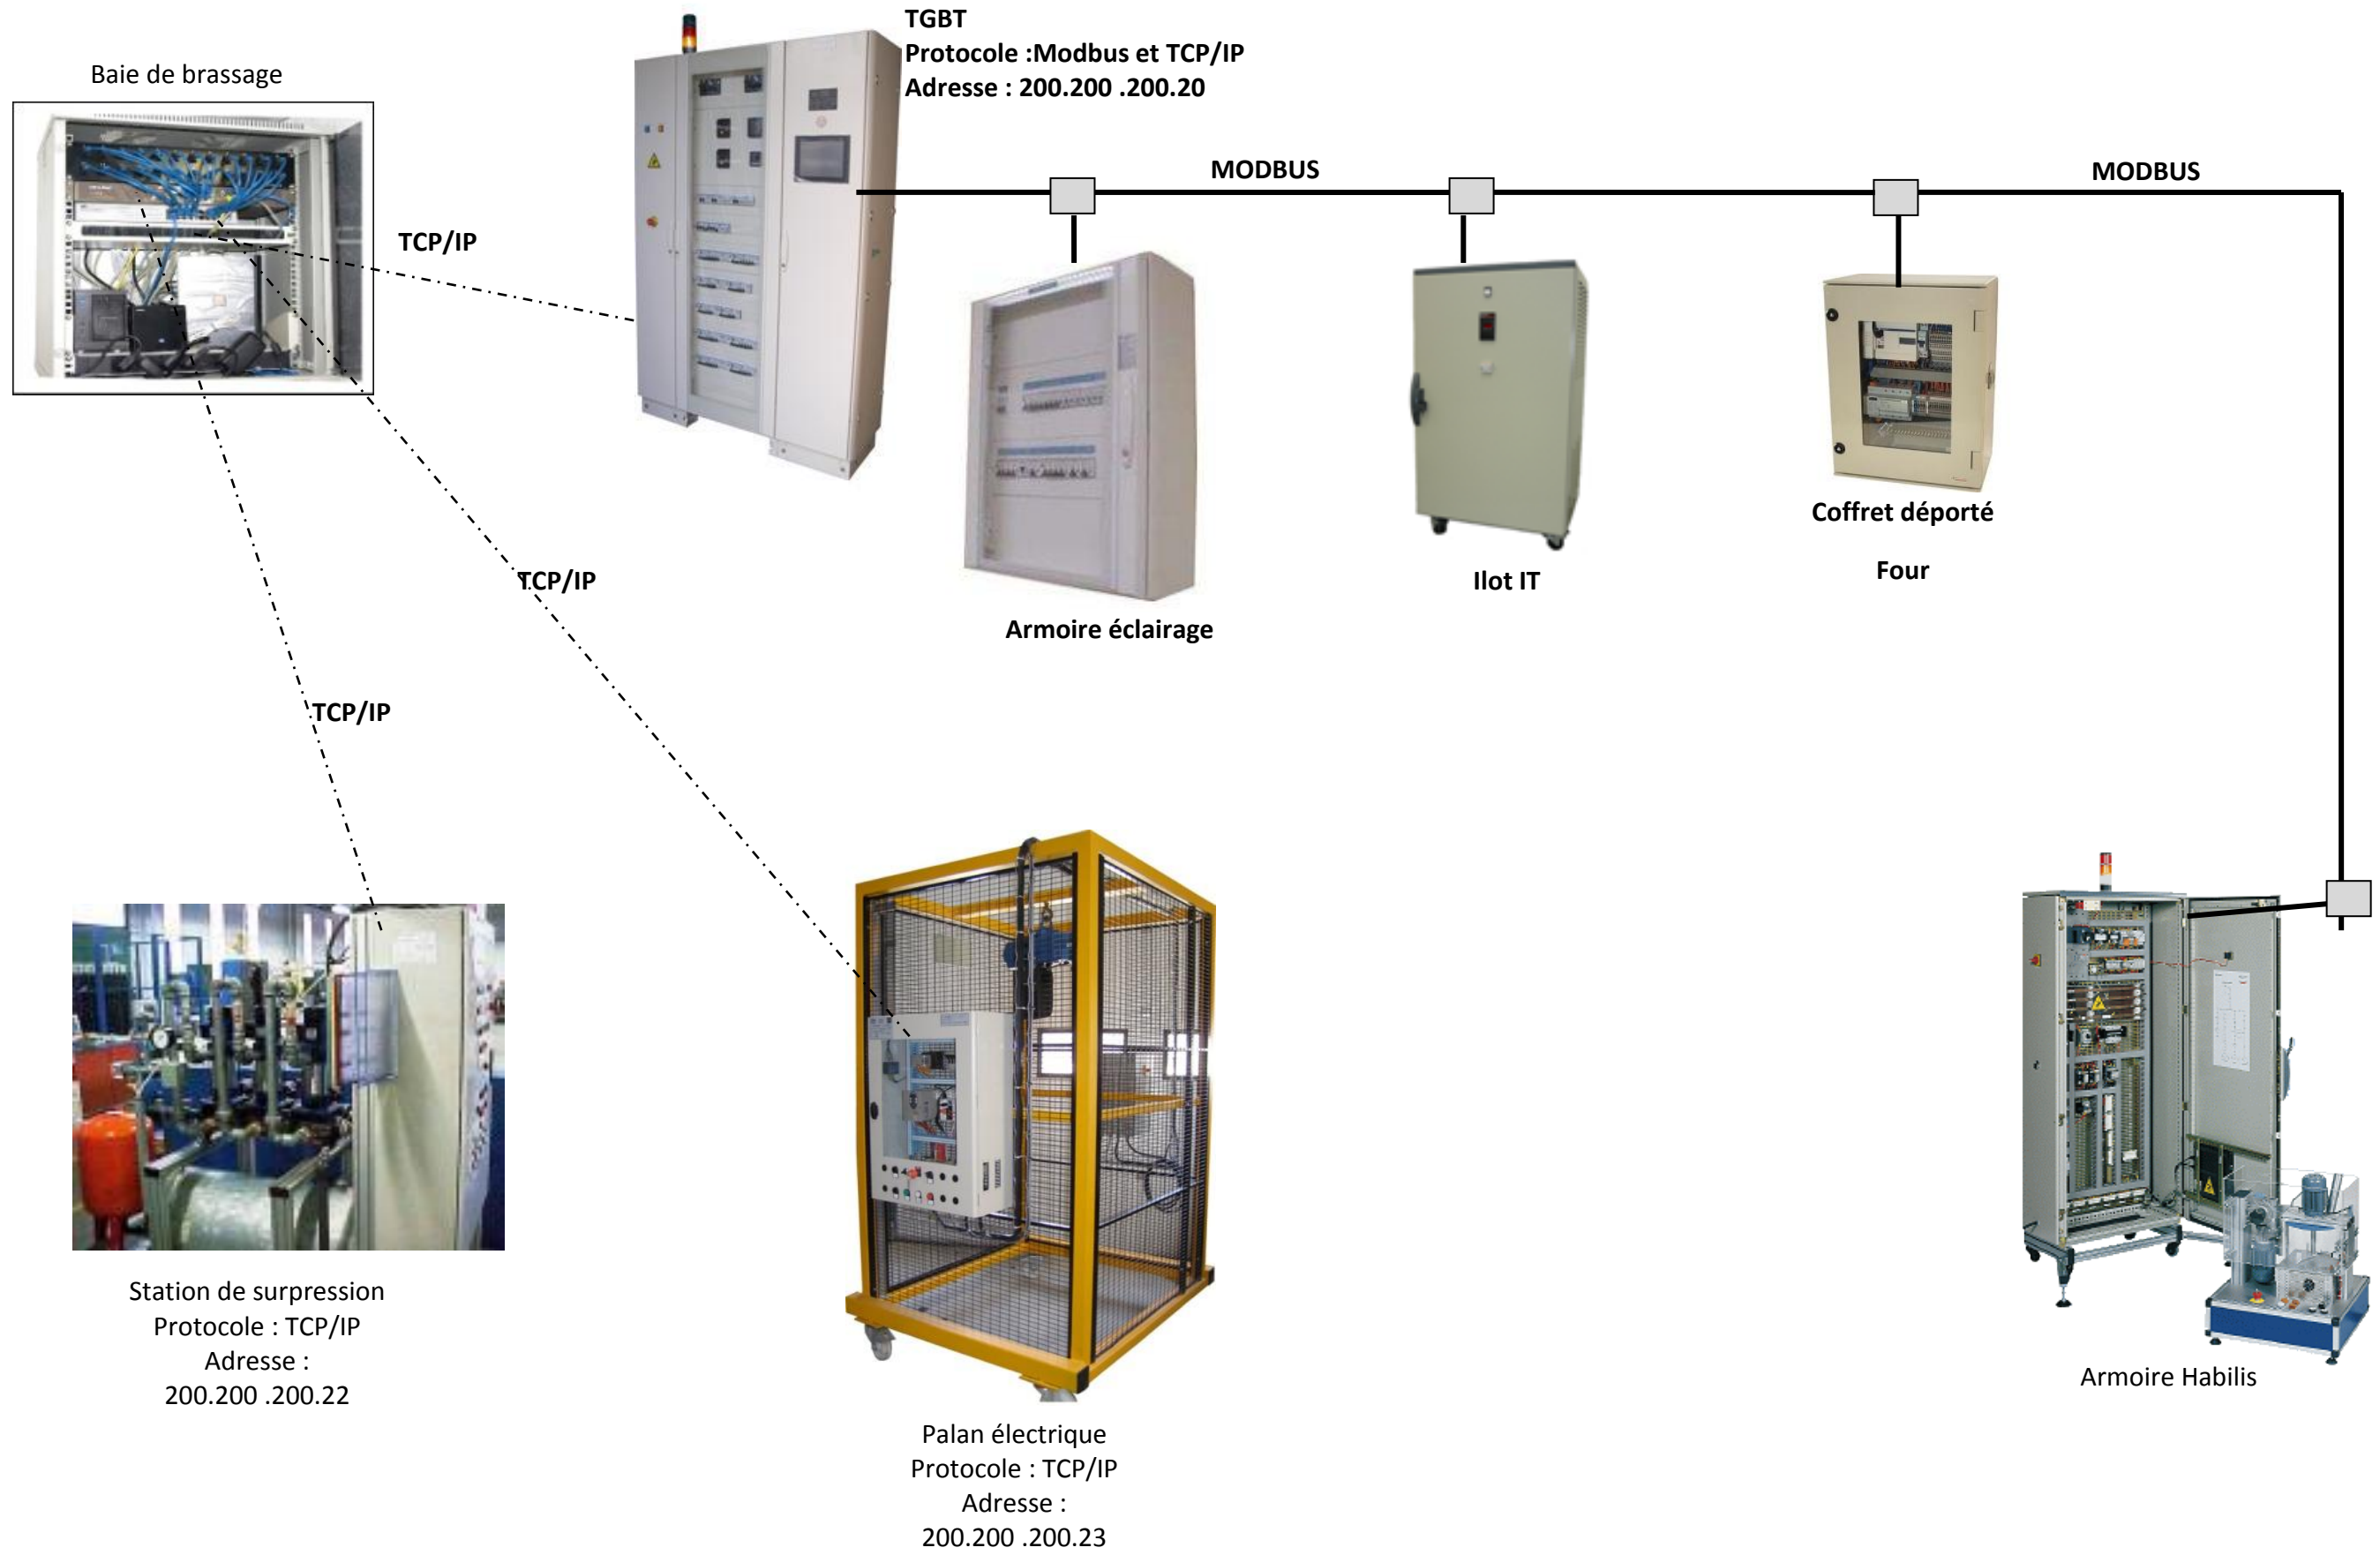 TGBT
Protocole :Modbus et TCP/IP
Adresse : 200.200 .200.20
Baie de brassage
MODBUS
MODBUS
TCP/IP
Coffret déporté
Four
TCP/IP
Ilot IT
Armoire éclairage
TCP/IP
Station de surpression
Protocole : TCP/IP
Adresse :
200.200 .200.22
Armoire Habilis
Palan électrique
Protocole : TCP/IP
Adresse :
200.200 .200.23